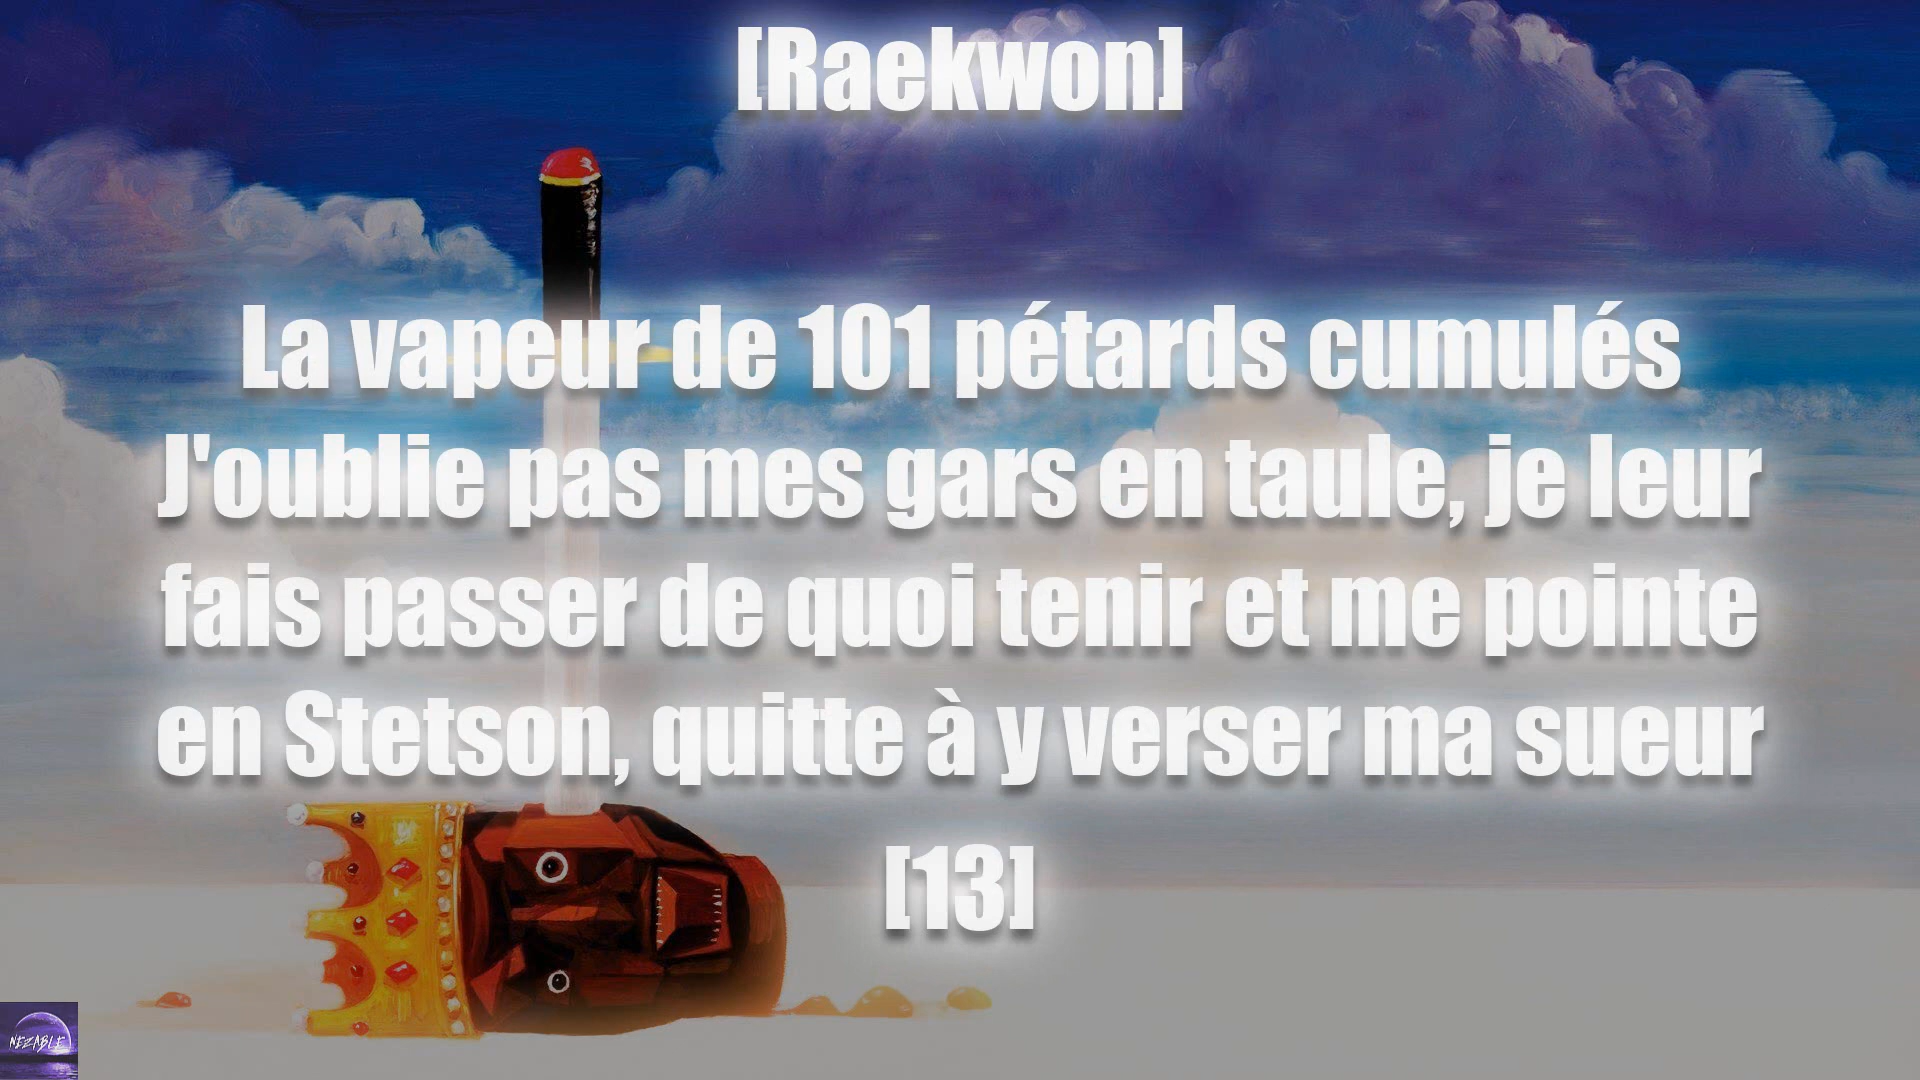 [Raekwon]
La vapeur de 101 pétards cumulés
J'oublie pas mes gars en taule, je leur
fais passer de quoi tenir et me pointe
en Stetson, quitte à y verser ma sueur
[13]
NEZABLE